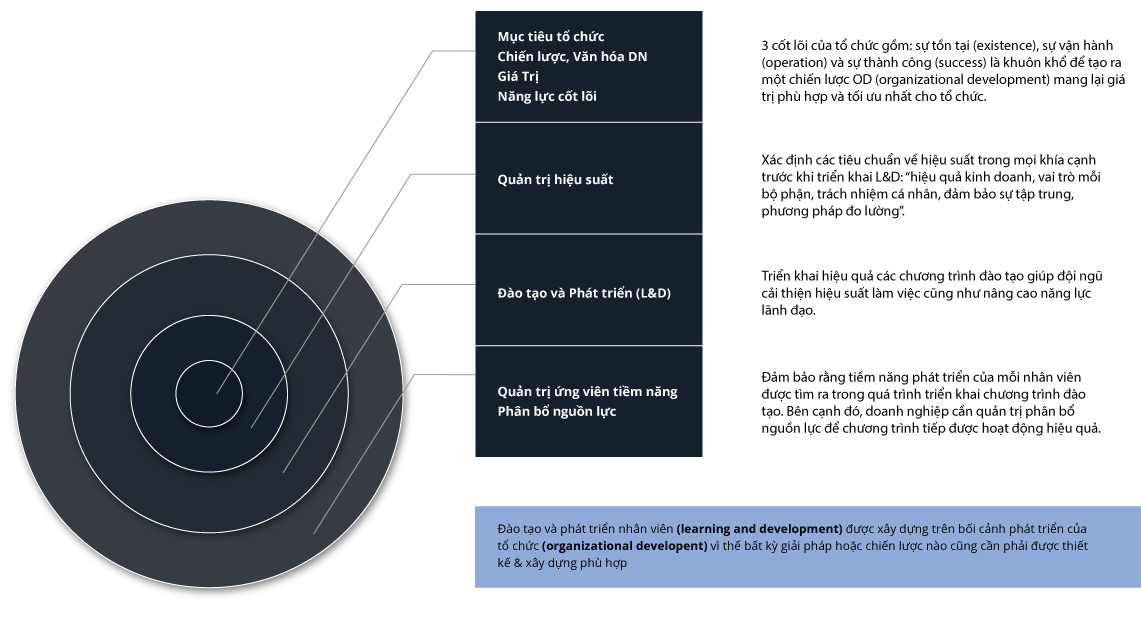 Mục tiêu tổ chức
Chiến lược, Văn hóa DN
Giá Trị
Năng lực cốt lõi
3 cốt lõi của tổ chức gồm: sự tồn tại (existence), sự vận hành
(operation) và sự thành công (success) là khuôn khổ để tạo ra
một chiến lược OD (organizational development) mang lại giá
trị phù hợp và tối ưu nhất cho tổ chức.
Quản trị hiệu suất
Xác định các tiêu chuẩn về hiệu suất trong mọi khía cạnh
trước khi triển khai L&D: “hiệu quả kinh doanh, vai trò mỗi
bộ phận, trách nhiệm cá nhân, đảm bảo sự tập trung,
phương pháp đo lường”.
Đào tạo và Phát triển (L&D)
Triển khai hiệu quả các chương trình đào tạo giúp đội ngũ
cải thiện hiệu suất làm việc cũng như nâng cao năng lực
lãnh đạo.
Quản trị ứng viên tiềm năng
Phân bổ nguồn lực
Đảm bảo rằng tiềm năng phát triển của mỗi nhân viên
được tìm ra trong quá trình triển khai chương trình đào
tạo. Bên cạnh đó, doanh nghiệp cần quản trị phân bổ
nguồn lực để chương trình tiếp được hoạt động hiệu quả.
Đào tạo và phát triển nhân viên (learning and development) được xây dựng trên bối cảnh phát triển của
tổ chức (organizational developent) vì thế bất kỳ giải pháp hoặc chiến lược nào cũng cần phải được thiết
kế & xây dựng phù hợp